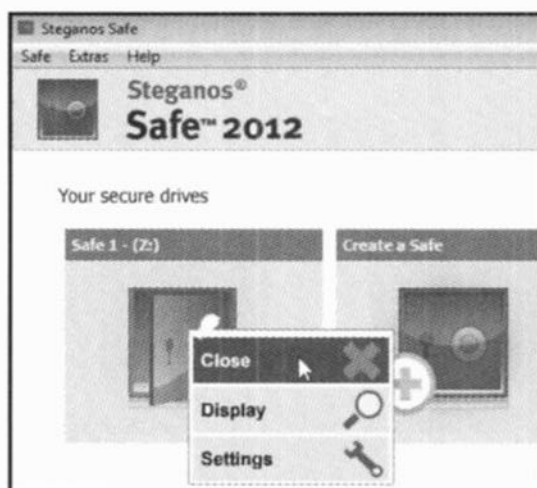 Steganos Safe
Safe Extras Help
Steganos®
Safe™ 2012
Your secure drives
Safe 1 - (Z:)
Create a Safe
Close
Display
Settings